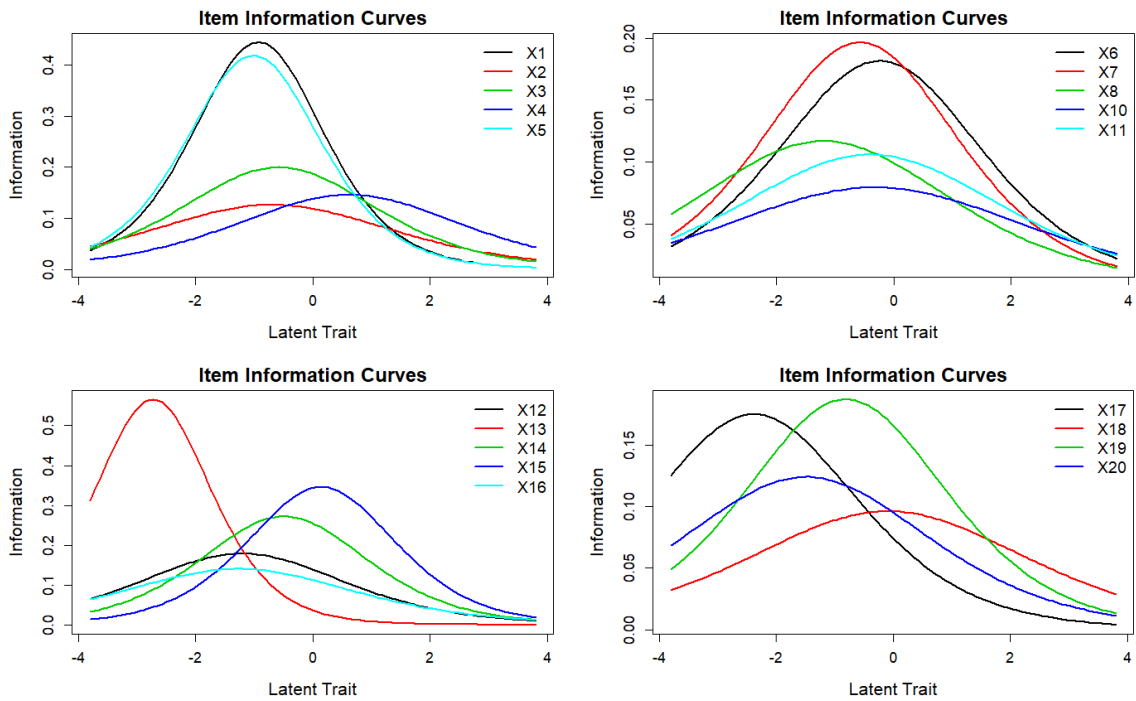 Item Information Curves
Information
0.0 0.1 0.2 0.3 0.4
X1
X2
X3
X4
X5
-4 -2 0 2 4
Latent Trait
Item Information Curves
Information
0.05 0.10 0.15 0.20
X6
X7
X8
X10
X11
-4 -2 0 2 4
Latent Trait
Item Information Curves
Information
0.0 0.1 0.2 0.3 0.4 0.5
X12
X13
X14
X15
X16
-4 -2 0 2 4
Latent Trait
Item Information Curves
Information
0.00 0.05 0.10 0.15
X17
X18
X19
X20
-4 -2 0 2 4
Latent Trait